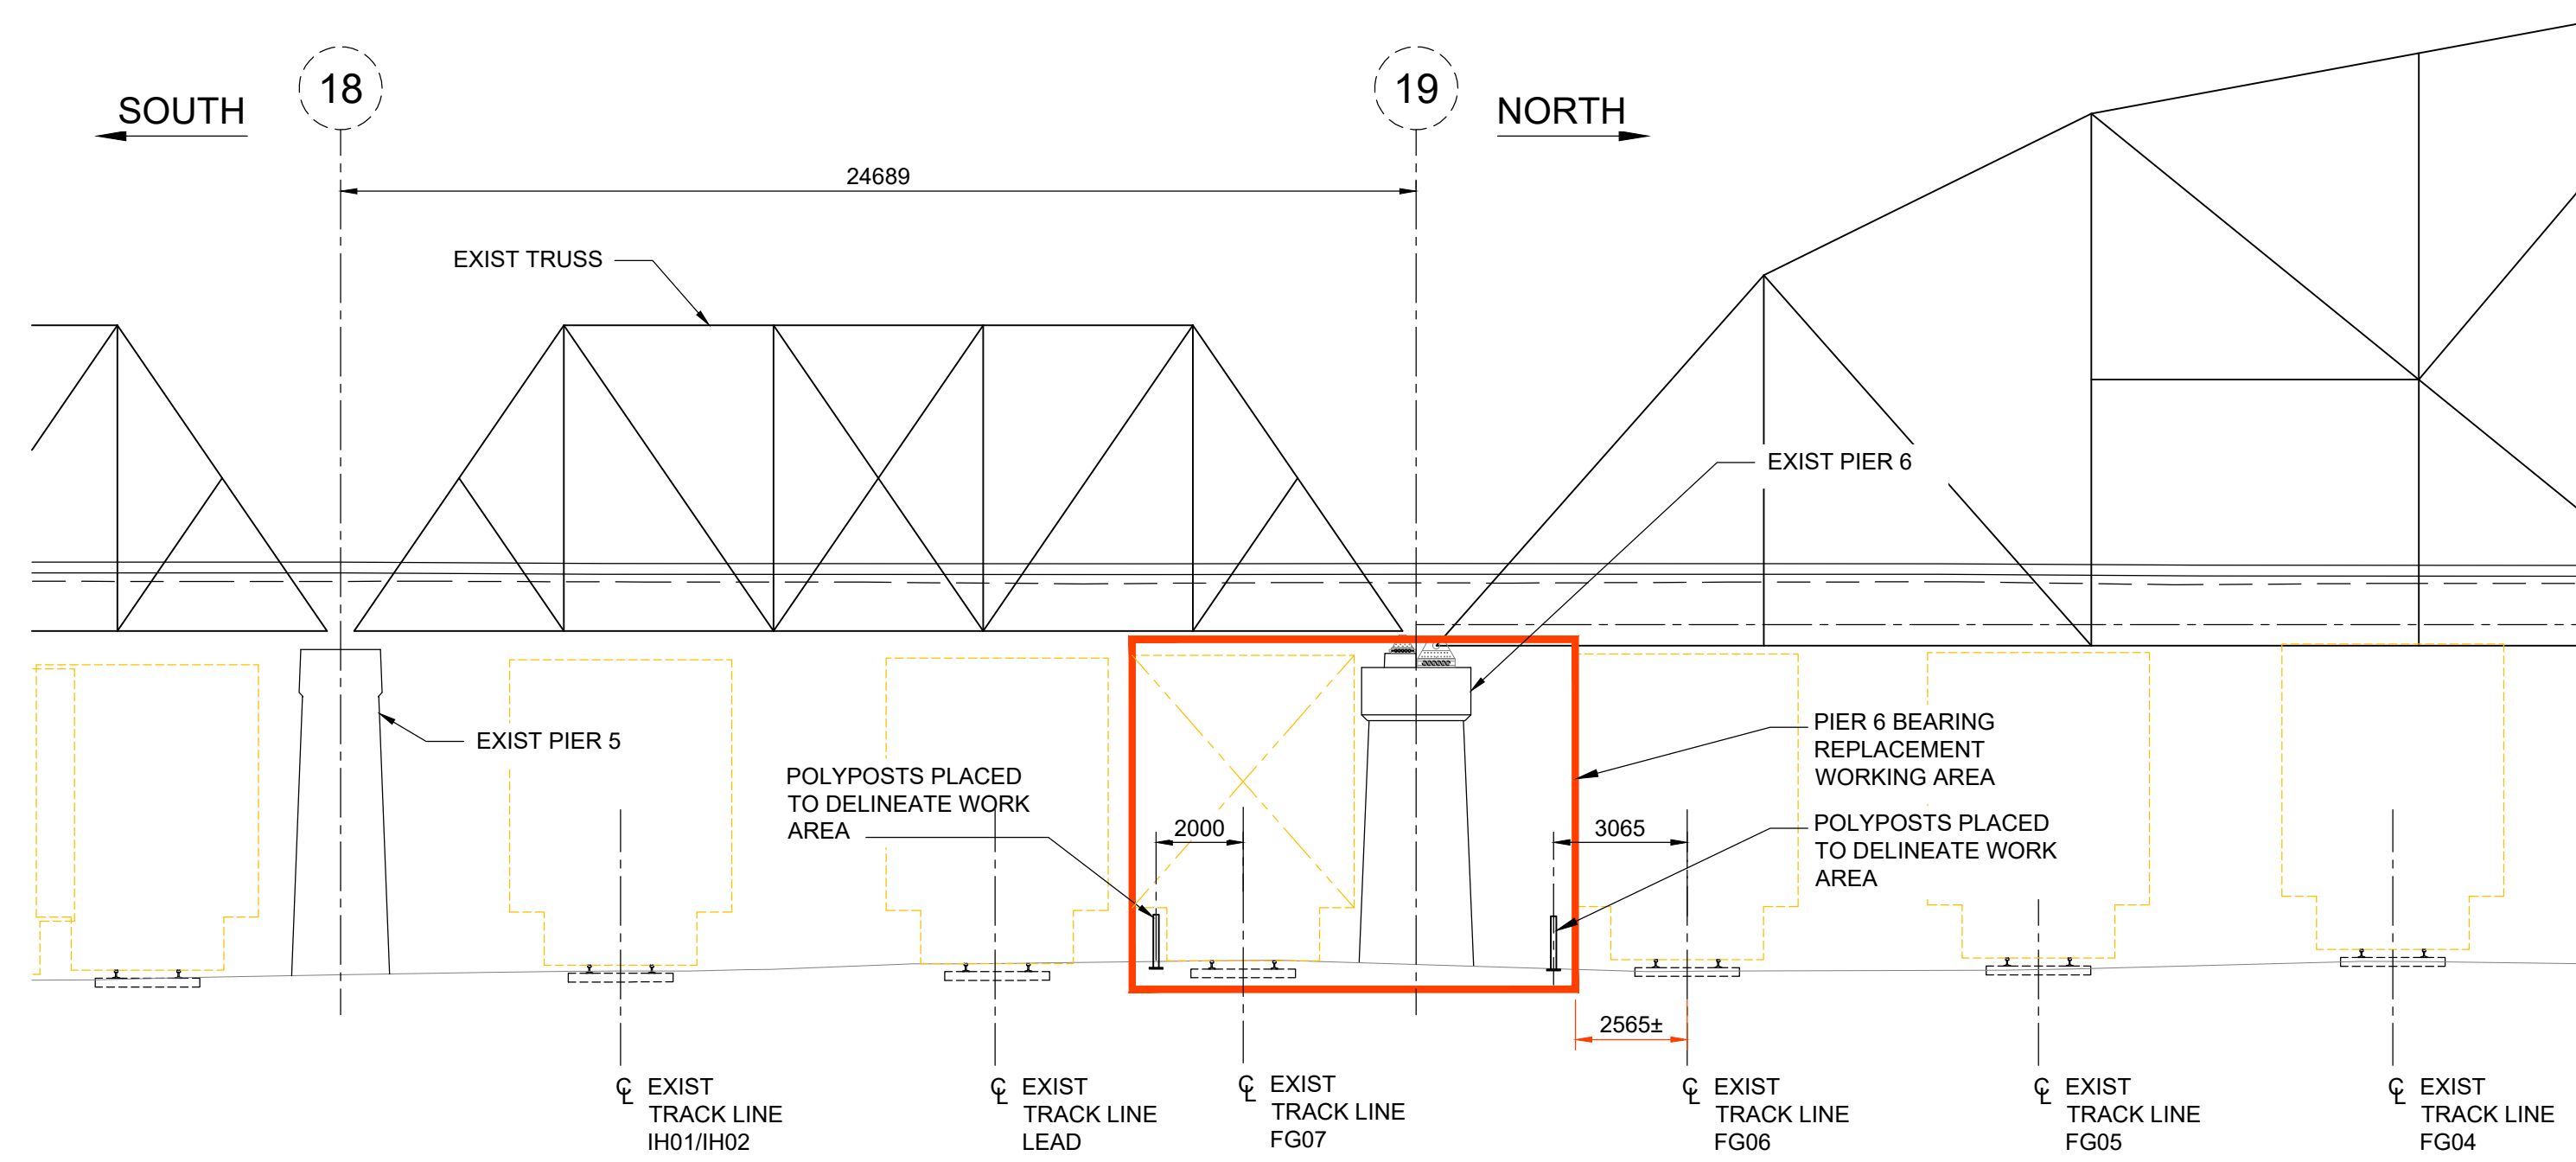 18
19
SOUTH
NORTH
24689
EXIST TRUSS
EXIST PIER 6
EXIST PIER 5
PIER 6 BEARING
REPLACEMENT
WORKING AREA
POLYPOSTS PLACED
TO DELINEATE WORK
AREA
2000
3065
POLYPOSTS PLACED
TO DELINEATE WORK
AREA
2565±
℄ EXIST
TRACK LINE
IH01/IH02
℄ EXIST
TRACK LINE
LEAD
℄ EXIST
TRACK LINE
FG07
℄ EXIST
TRACK LINE
FG06
℄ EXIST
TRACK LINE
FG05
℄ EXIST
TRACK LINE
FG04